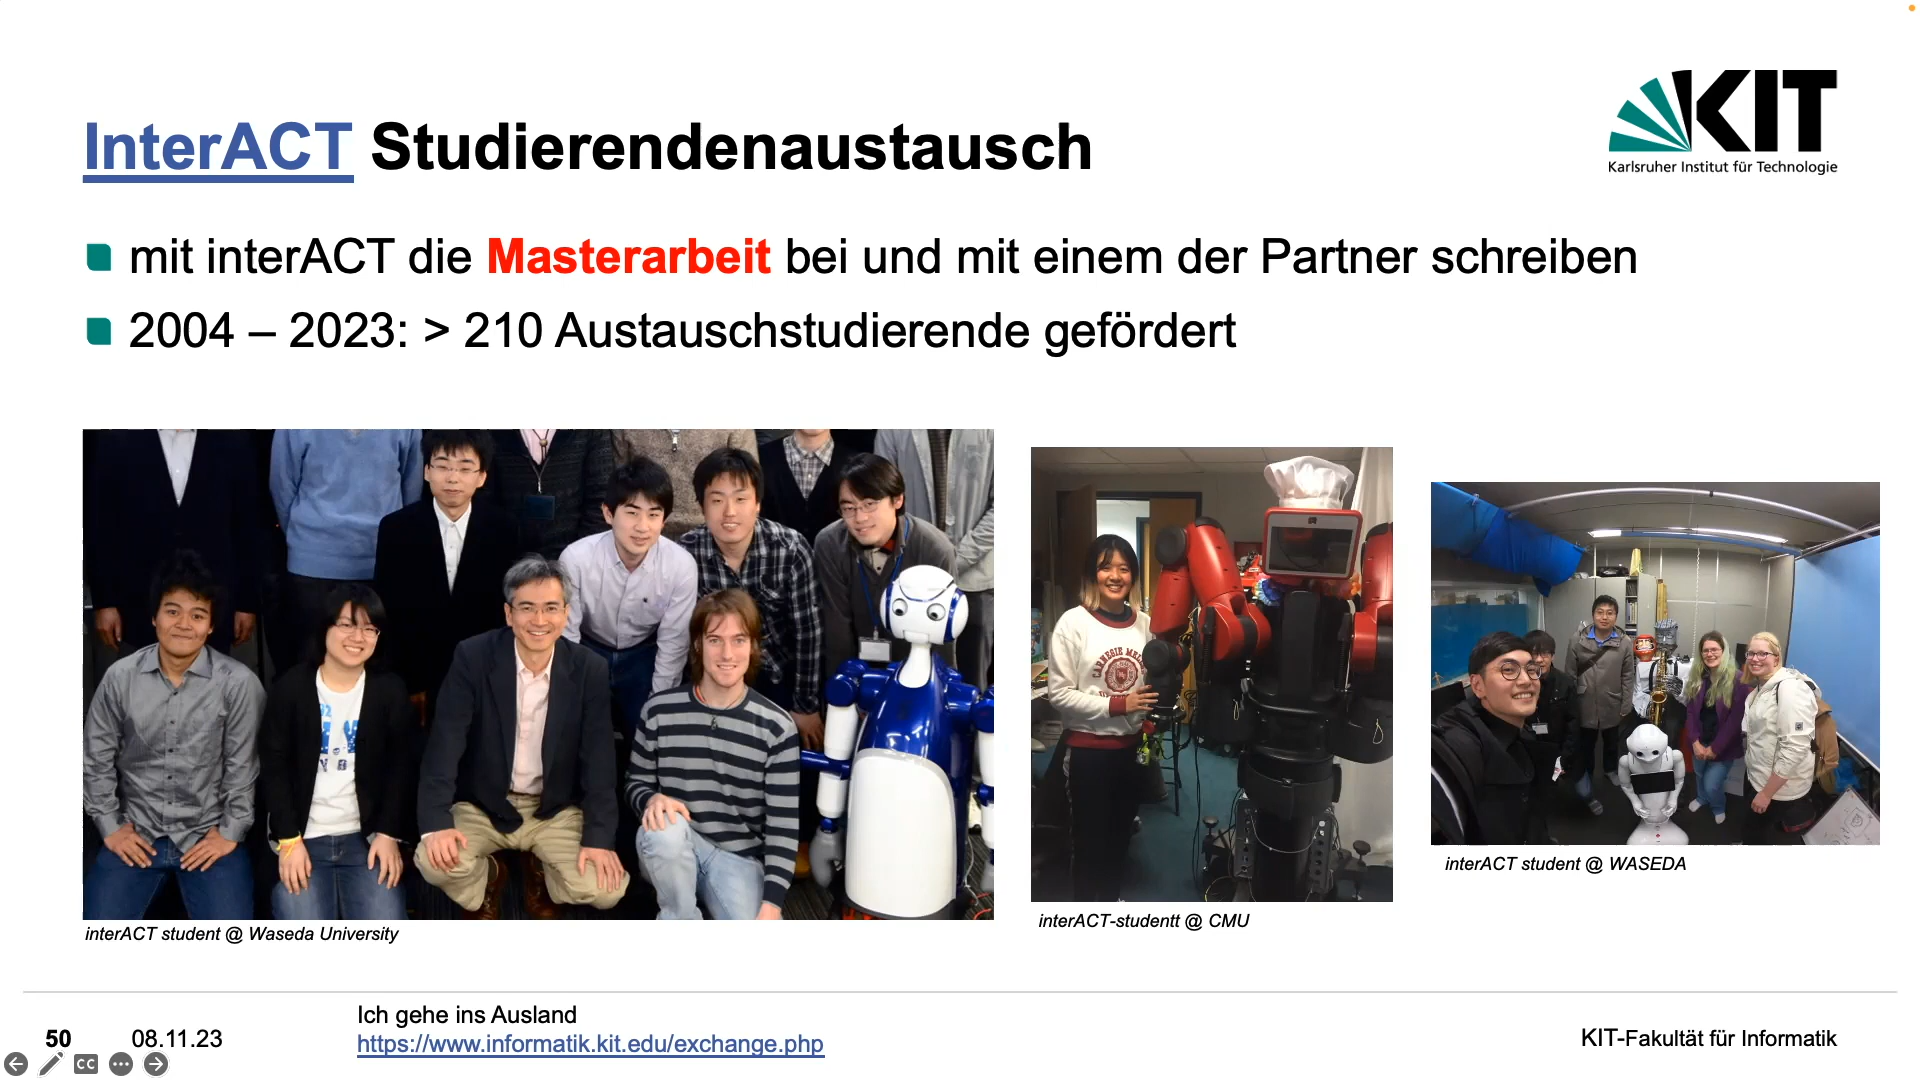 KIT
Karlsruher Institut für Technologie
InterACT Studierendenaustausch
mit interACT die Masterarbeit bei und mit einem der Partner schreiben
2004 – 2023: > 210 Austauschstudierende gefördert
CARNEGIE
interACT student @ Waseda University
interACT-studentt @ CMU
interACT student @ WASEDA
50
08.11.23
Ich gehe ins Ausland
https://www.informatik.kit.edu/exchange.php
KIT-Fakultät für Informatik
CC